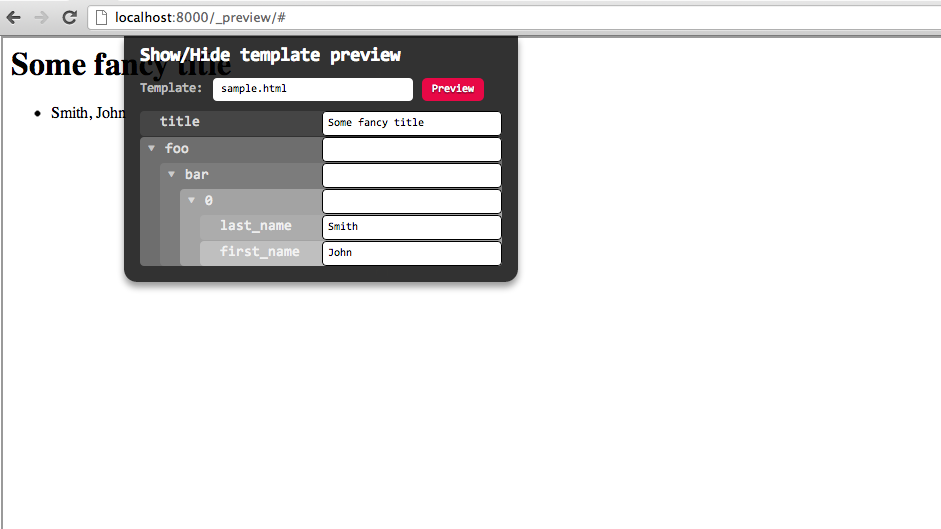 localhost:8000/_preview/#
Show/Hide template preview
Some fancy title
Template: sample.html Preview
Smith, John
title Some fancy title
foo
bar
0
last_name Smith
first_name John